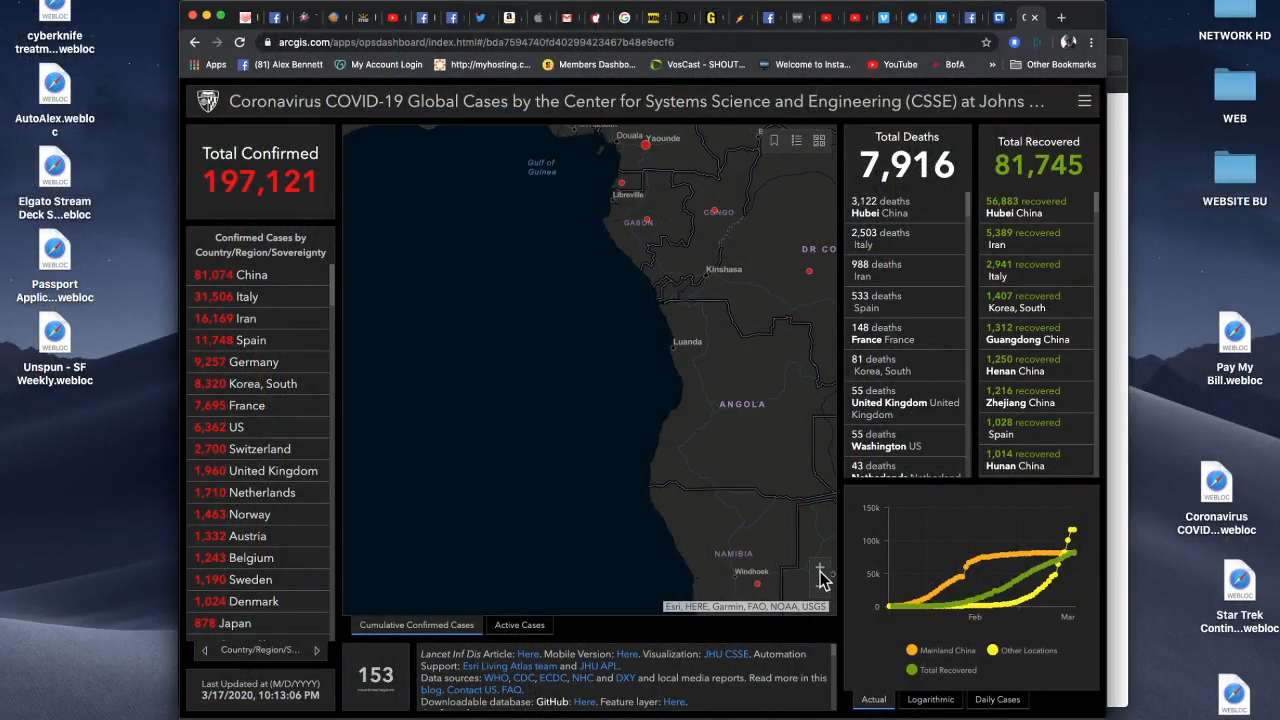 cyberknife
treatm...webloc
WEBLOC
AutoAlex.weblo
c
WEBLOC
Elgato Stream
Deck S...ebloc
WEBLOC
Passport
Applic...webloc
WEBLOC
Unspun - SF
Weekly.webloc
arcgis.com/apps/opsdashboard/index.html#/bda7594740fd40299423467b48e9ecf6
Apps
(81) Alex Bennett
My Account Login
http://myhosting.c...
Members Dashbo...
VosCast - SHOUT...
Welcome to Insta...
YouTube
BofA
»
Other Bookmarks
Coronavirus COVID-19 Global Cases by the Center for Systems Science and Engineering (CSSE) at Johns ...
Total Confirmed
197,121
Confirmed Cases by
Country/Region/Sovereignty
81,074 China
31,506 Italy
16,169 Iran
11,748 Spain
9,257 Germany
8,320 Korea, South
7,695 France
6,362 US
2,700 Switzerland
1,960 United Kingdom
1,710 Netherlands
1,463 Norway
1,332 Austria
1,243 Belgium
1,190 Sweden
1,024 Denmark
878 Japan
Country/Region/S...
Last Updated at (M/D/YYYY)
3/17/2020, 10:13:06 PM
Douala
Yaounde
Gulf of
Guinea
Libreville
GABON
CONGO
DR CO
Kinshasa
Luanda
ANGOLA
NAMIBIA
Windhoek
Esri, HERE, Garmin, FAO, NOAA, USGS
Cumulative Confirmed Cases
Active Cases
153
Lancet Inf Dis Article: Here. Mobile Version: Here. Visualization: JHU CSSE. Automation
Support: Esri Living Atlas team and JHU APL.
Data sources: WHO, CDC, ECDC, NHC and DXY and local media reports. Read more in this
blog. Contact US. FAQ.
Downloadable database: GitHub: Here. Feature layer: Here.
Total Deaths
7,916
3,122 deaths
Hubei China
2,503 deaths
Italy
988 deaths
Iran
533 deaths
Spain
148 deaths
France France
81 deaths
Korea, South
55 deaths
United Kingdom United
Kingdom
55 deaths
Washington US
43 deaths
Total Recovered
81,745
56,883 recovered
Hubei China
5,389 recovered
Iran
2,941 recovered
Italy
1,407 recovered
Korea, South
1,312 recovered
Guangdong China
1,250 recovered
Henan China
1,216 recovered
Zhejiang China
1,028 recovered
Spain
1,014 recovered
Hunan China
150k
100k
50k
0
Feb
Mar
Mainland China
Other Locations
Total Recovered
Actual
Logarithmic
Daily Cases
NETWORK HD
WEB
WEBSITE BU
WEBLOC
Pay My
Bill.webloc
WEBLOC
Coronavirus
COVID...webloc
WEBLOC
Star Trek
Contin...webloc
WEBLOC